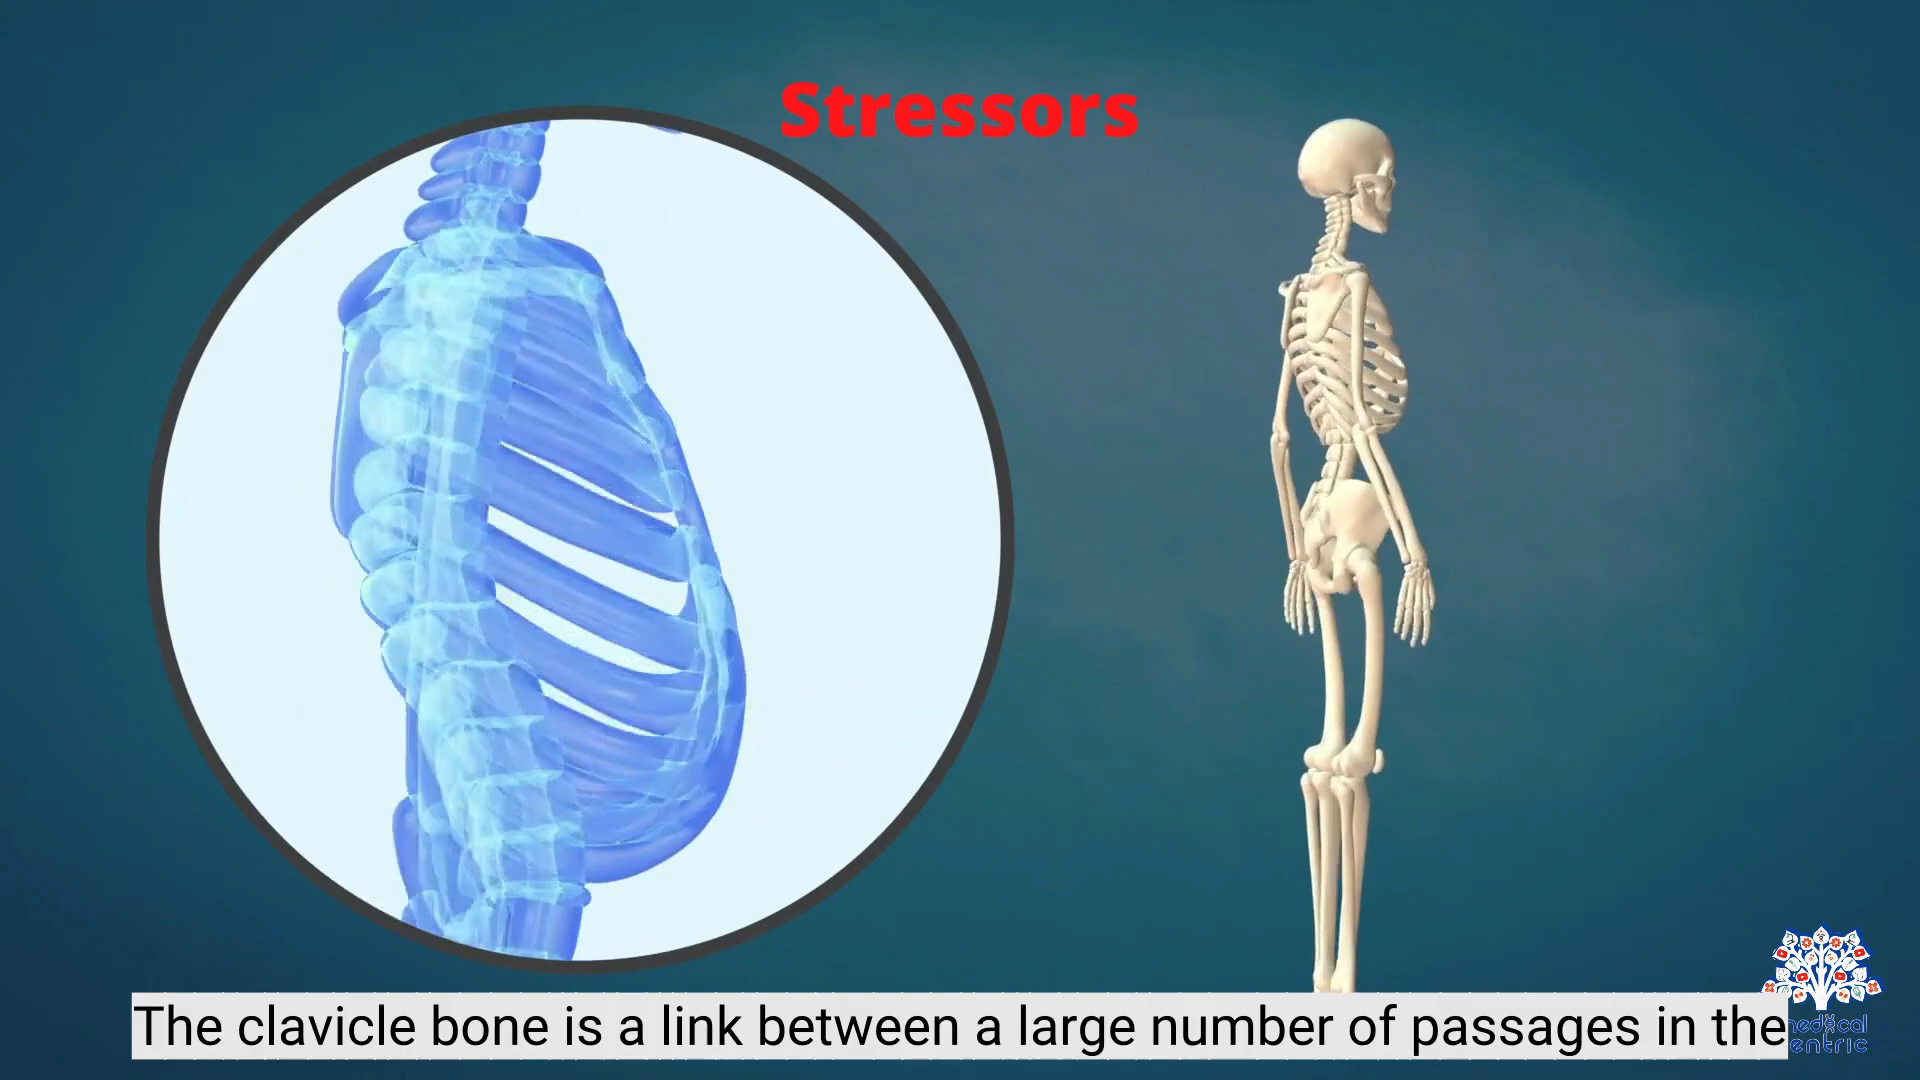 Stressors
The clavicle bone is a link between a large number of passages in the